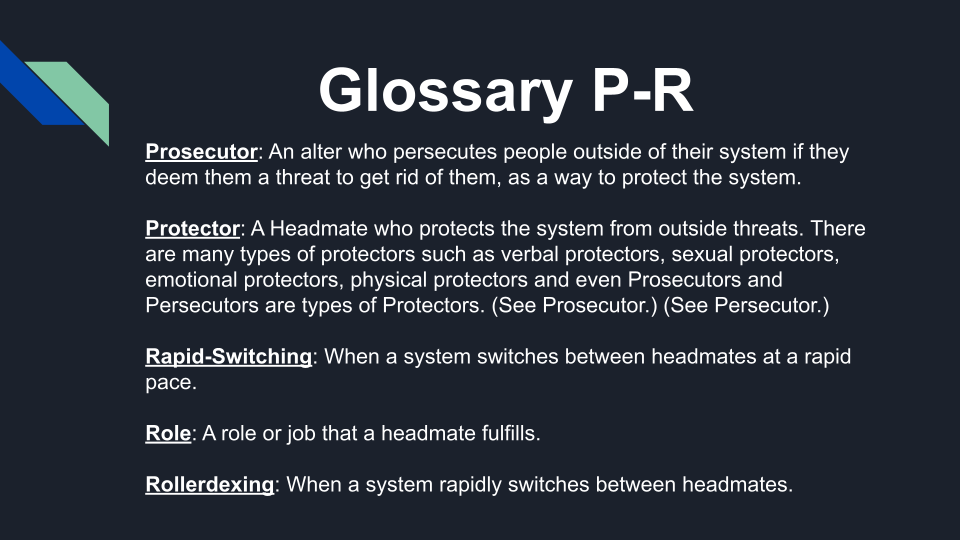 Glossary P-R
Prosecutor: An alter who persecutes people outside of their system if they
deem them a threat to get rid of them, as a way to protect the system.
Protector: A Headmate who protects the system from outside threats. There
are many types of protectors such as verbal protectors, sexual protectors,
emotional protectors, physical protectors and even Prosecutors and
Persecutors are types of Protectors. (See Prosecutor.) (See Persecutor.)
Rapid-Switching: When a system switches between headmates at a rapid
pace.
Role: A role or job that a headmate fulfills.
Rollerdexing: When a system rapidly switches between headmates.